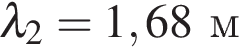 λ₂ = 1,68 м